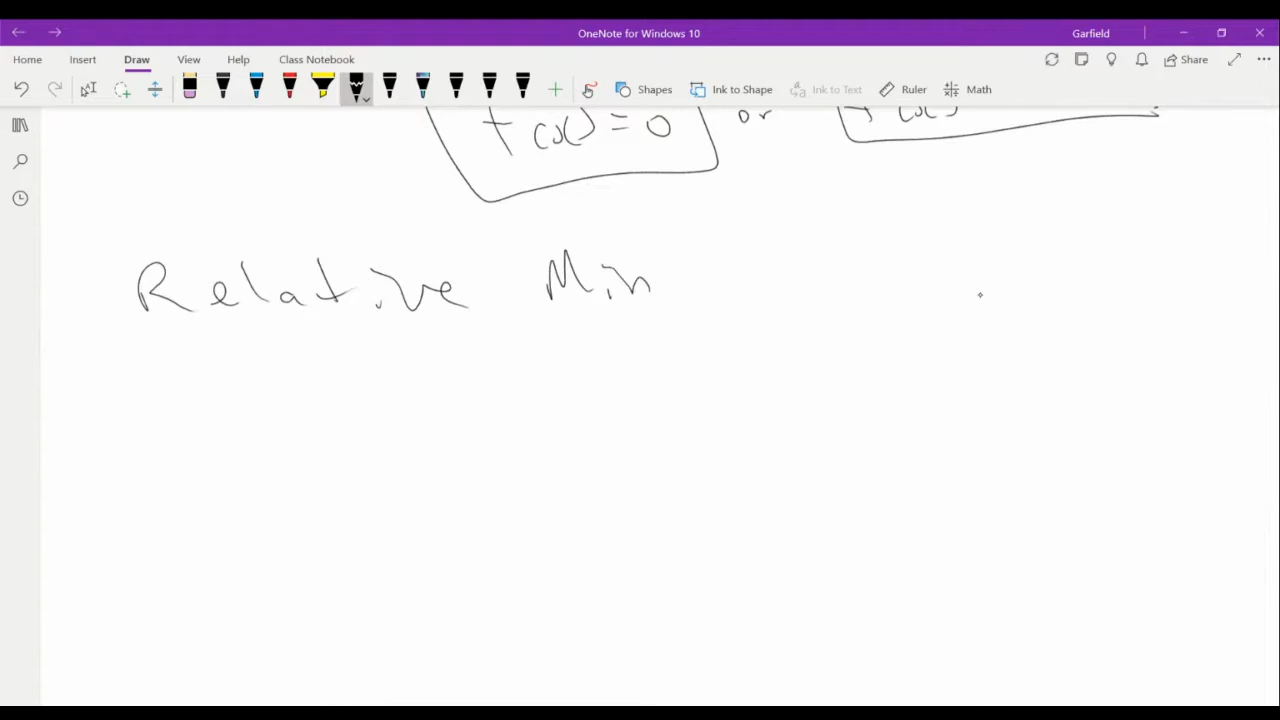 OneNote for Windows 10
Garfield
Home Insert Draw View Help Class Notebook
Share
Shapes Ink to Shape Ink to Text Ruler Math
(x) = 0 or (x)
Relative Min